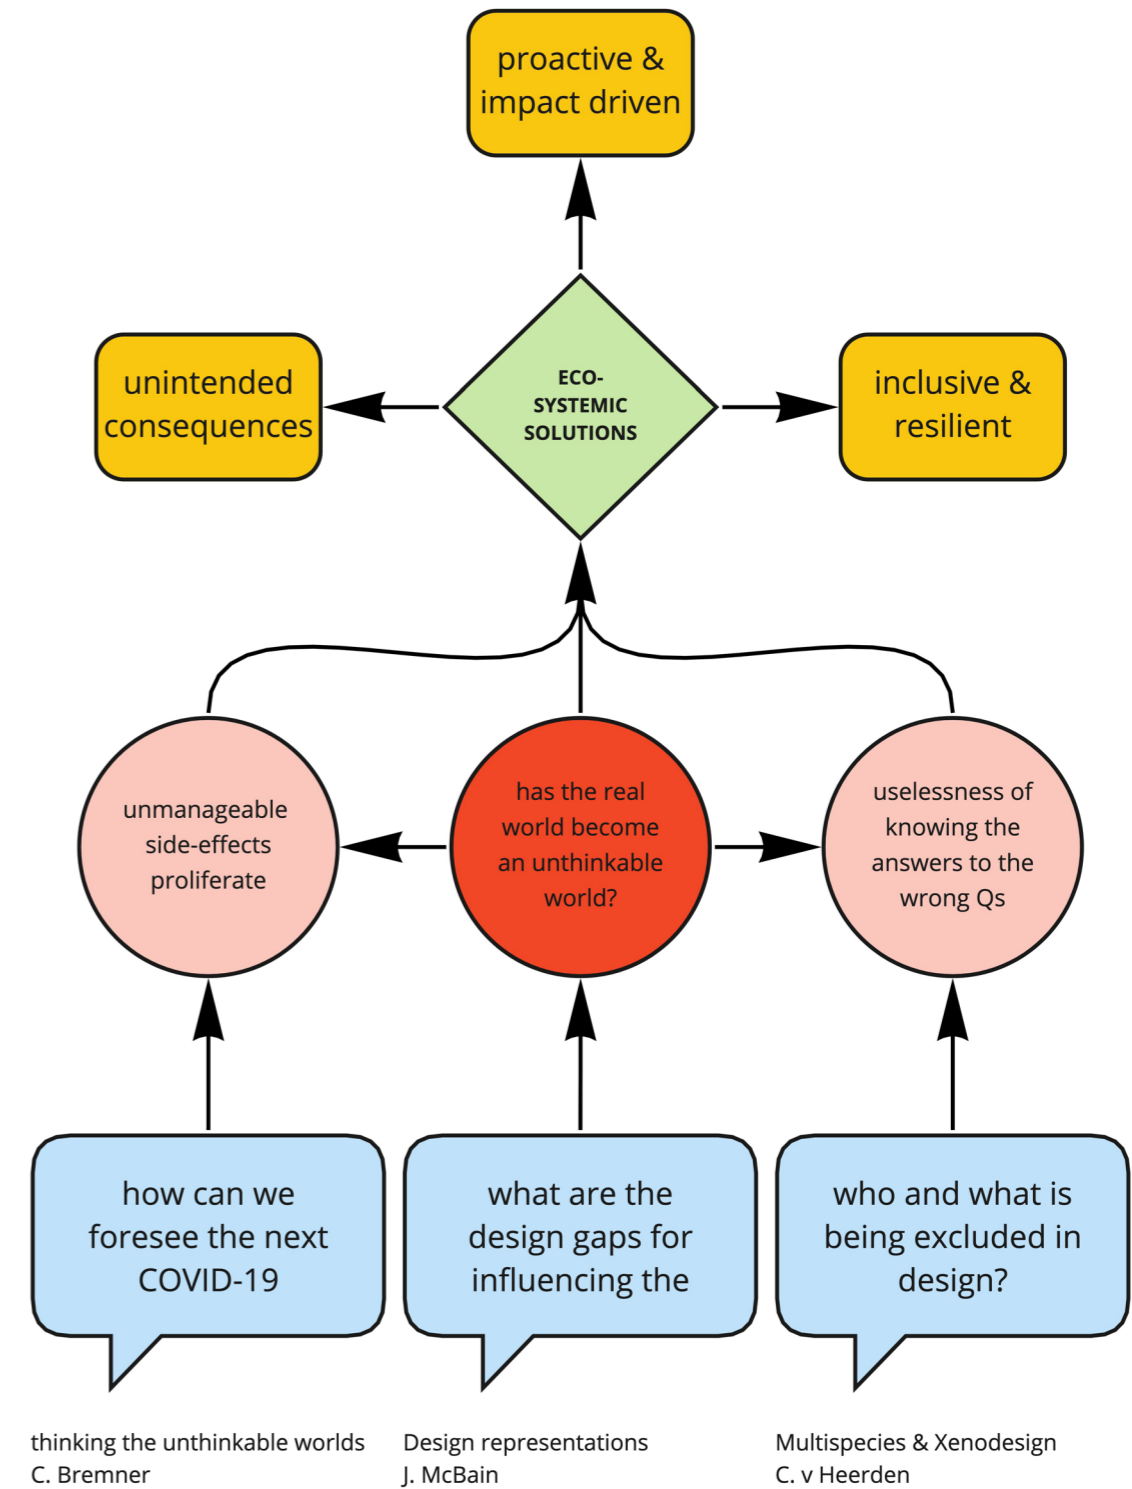 proactive &
impact driven
unintended
consequences
ECO-
SYSTEMIC
SOLUTIONS
inclusive &
resilient
unmanageable
side-effects
proliferate
has the real
world become
an unthinkable
world?
uselessness of
knowing the
answers to the
wrong Qs
how can we
foresee the next
COVID-19
what are the
design gaps for
influencing the
who and what is
being excluded in
design?
thinking the unthinkable worlds
C. Bremner
Design representations
J. McBain
Multispecies & Xenodesign
C. v Heerden